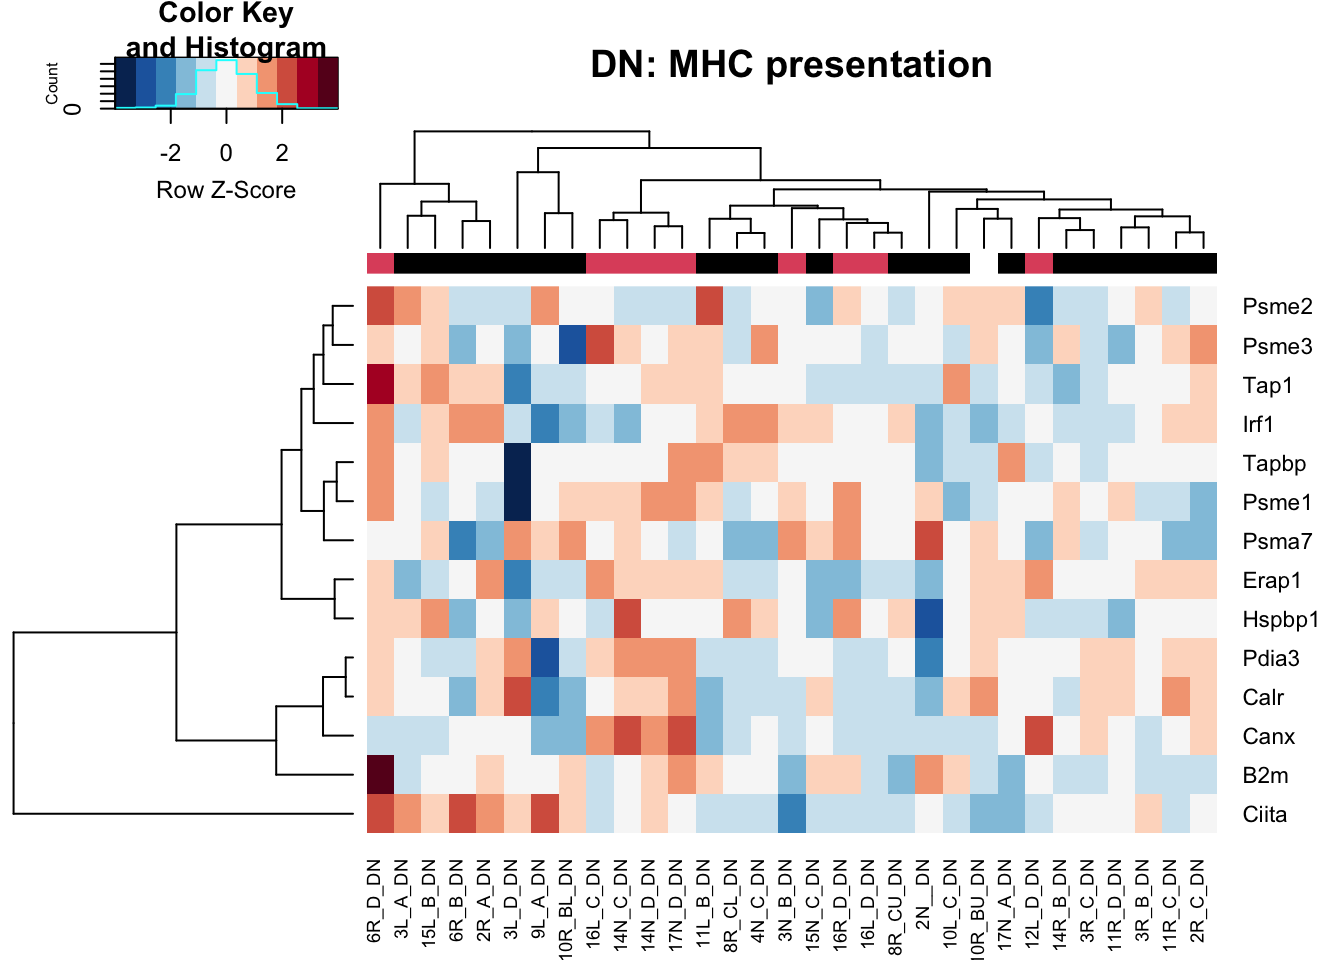 Color Key
and Histogram
Count
0
-2 0 2
Row Z-Score
DN: MHC presentation
Psme2
Psme3
Tap1
Irf1
Tapbp
Psme1
Psma7
Erap1
Hspbp1
Pdia3
Calr
Canx
B2m
Ciita
6R_D_DN
3L_A_DN
15L_B_DN
6R_B_DN
2R_A_DN
3L_D_DN
9L_A_DN
10R_BL_DN
16L_C_DN
14N_C_DN
14N_D_DN
17N_D_DN
11L_B_DN
8R_CL_DN
4N_C_DN
3N_B_DN
15N_C_DN
16R_D_DN
16L_D_DN
8R_CU_DN
2N__DN
10L_C_DN
10R_BU_DN
17N_A_DN
12L_D_DN
14R_B_DN
3R_C_DN
11R_D_DN
3R_B_DN
11R_C_DN
2R_C_DN